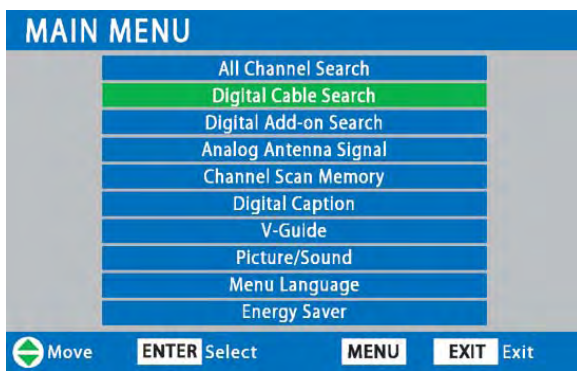 MAIN MENU
All Channel Search
Digital Cable Search
Digital Add-on Search
Analog Antenna Signal
Channel Scan Memory
Digital Caption
V-Guide
Picture/Sound
Menu Language
Energy Saver
Move ENTER Select MENU EXIT Exit